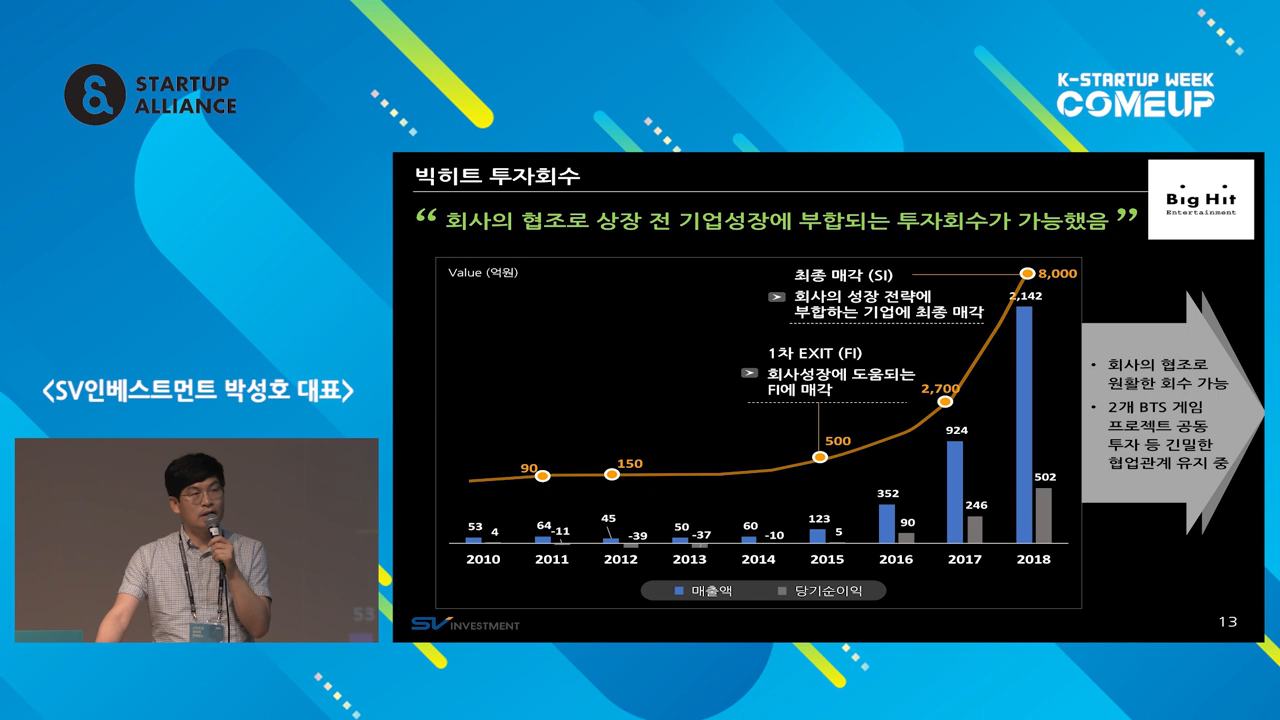 STARTUP
ALLIANCE
K-STARTUP WEEK
COMEUP
<SV인베스트먼트 박성호 대표>
빅히트 투자회수
Big Hit
Entertainment
“ 회사의 협조로 상장 전 기업성장에 부합되는 투자회수가 가능했음 ”
Value (억원)
최종 매각 (SI)
8,000
➤ 회사의 성장 전략에
부합하는 기업에 최종 매각
2,142
1차 EXIT (FI)
➤ 회사성장에 도움되는
FI에 매각
2,700
924
500
90
150
502
352
246
53
4
64
-11
45
-39
50
-37
60
-10
123
5
90
2010 2011 2012 2013 2014 2015 2016 2017 2018
매출액 당기순이익
• 회사의 협조로
원활한 회수 가능
• 2개 BTS 게임
프로젝트 공동
투자 등 긴밀한
협업관계 유지 중
SV INVESTMENT
13
53